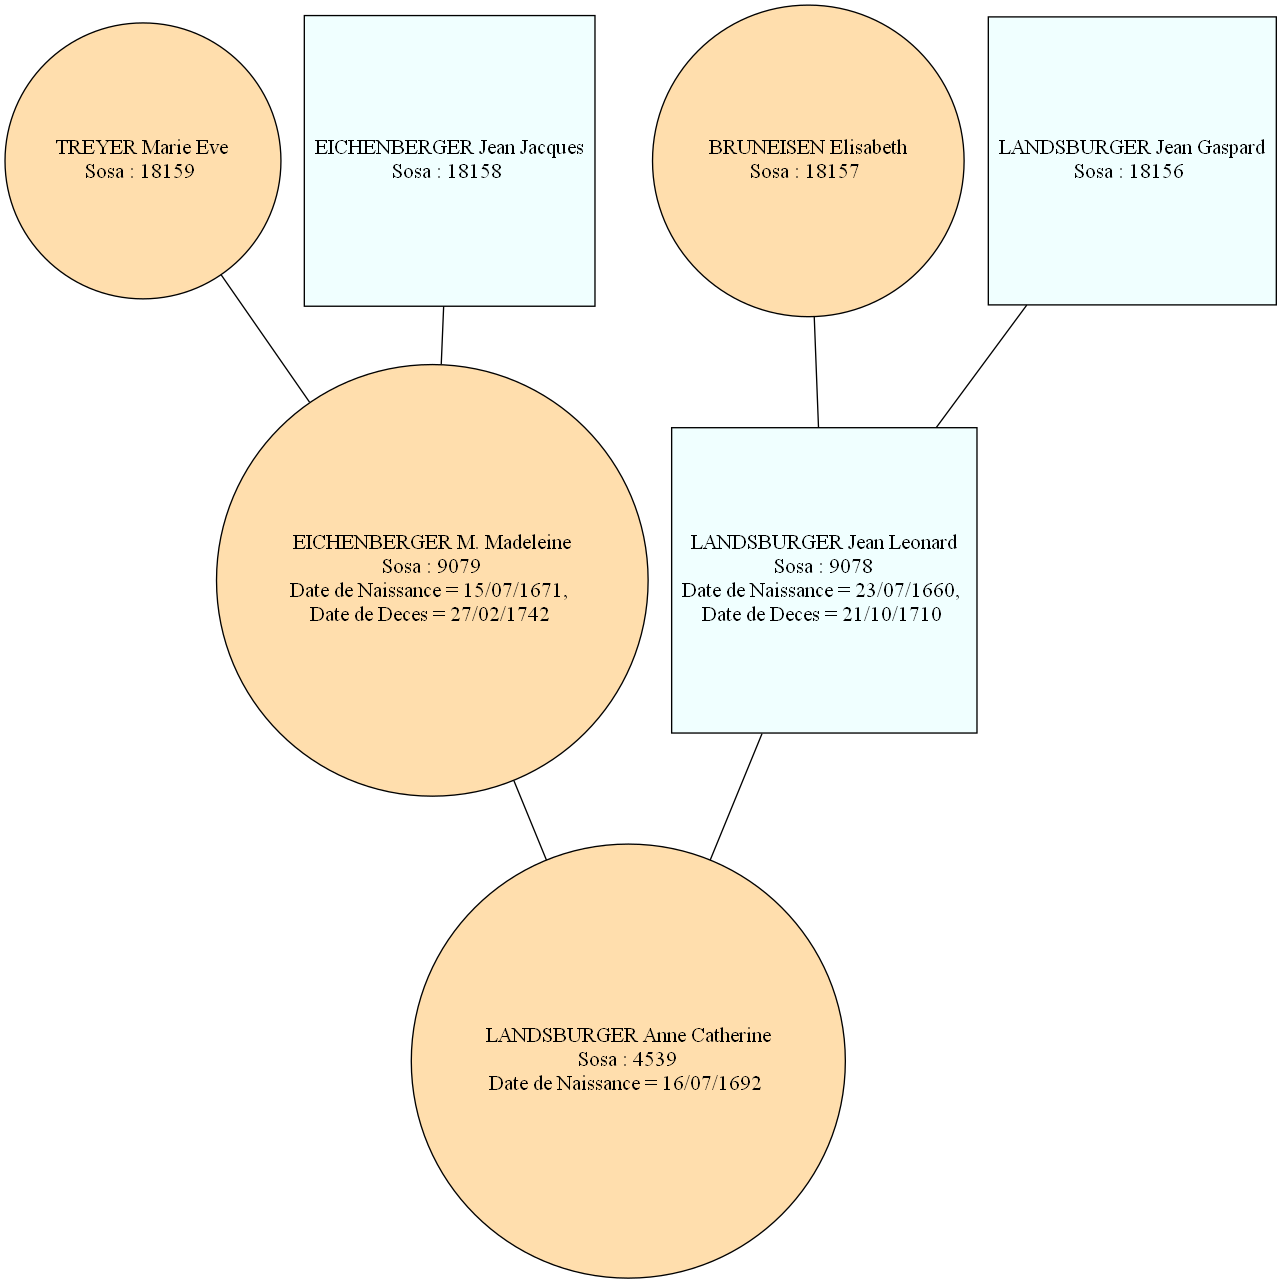 TREYER Marie Eve
Sosa : 18159
EICHENBERGER Jean Jacques
Sosa : 18158
BRUNEISEN Elisabeth
Sosa : 18157
LANDSBURGER Jean Gaspard
Sosa : 18156
EICHENBERGER M. Madeleine
Sosa : 9079
Date de Naissance = 15/07/1671,
Date de Deces = 27/02/1742
LANDSBURGER Jean Leonard
Sosa : 9078
Date de Naissance = 23/07/1660,
Date de Deces = 21/10/1710
LANDSBURGER Anne Catherine
Sosa : 4539
Date de Naissance = 16/07/1692